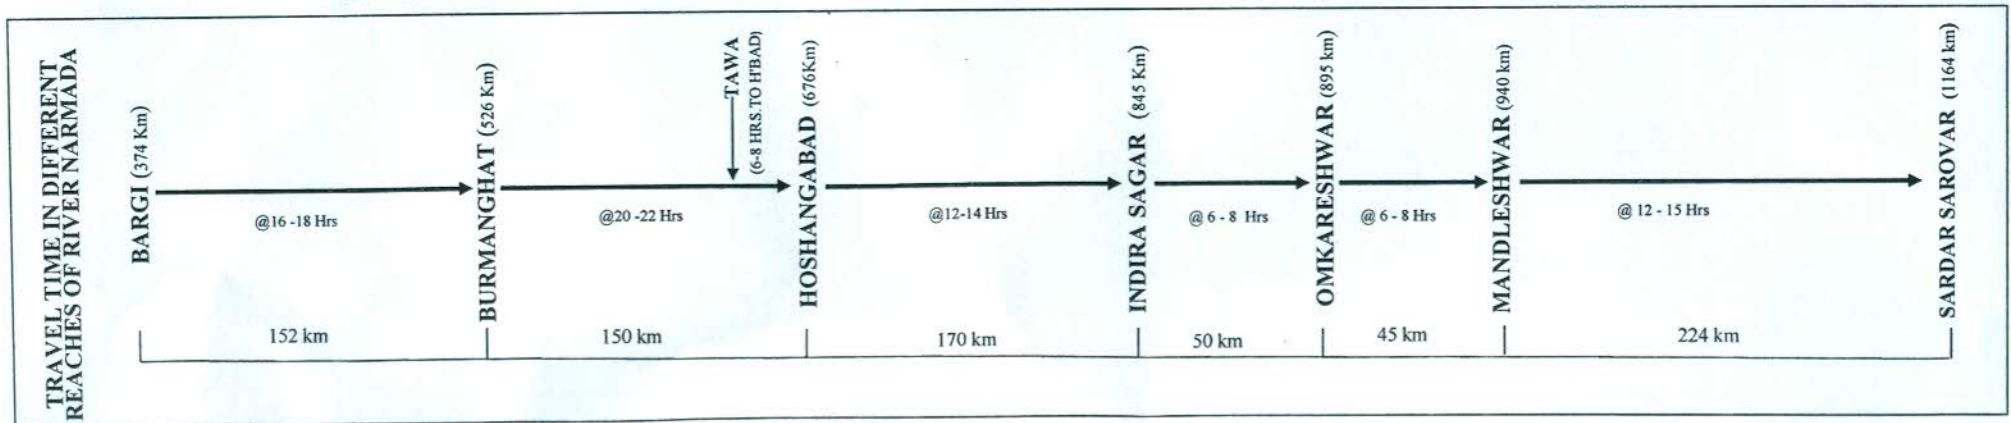 TRAVEL TIME IN DIFFERENT
REACHES OF RIVER NARMADA
BARGI (374 Km)
@16 -18 Hrs
BURMANGHAT (526 Km)
@20 -22 Hrs
TAWA
(6-8 HRS.TO H'BAD)
HOSHANGABAD (676Km)
@12-14 Hrs
INDIRA SAGAR (845 Km)
@ 6 - 8 Hrs
OMKARESHWAR (895 km)
@ 6 - 8 Hrs
MANDLESHWAR (940 km)
@ 12 - 15 Hrs
SARDAR SAROVAR (1164 km)
152 km
150 km
170 km
50 km
45 km
224 km